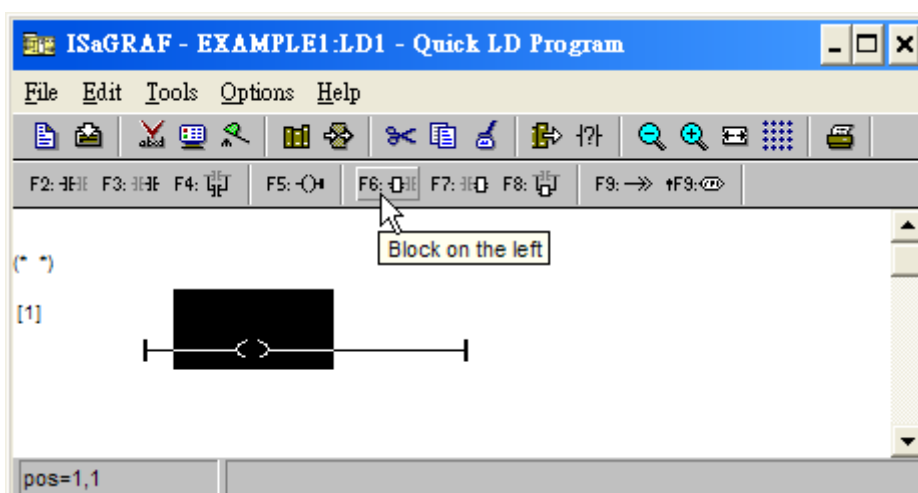 ISaGRAF - EXAMPLE1:LD1 - Quick LD Program
File Edit Tools Options Help
F2: F3: F4: F5: F6: F7: F8: F9: F9:
Block on the left
(* *)
[1]
pos=1,1